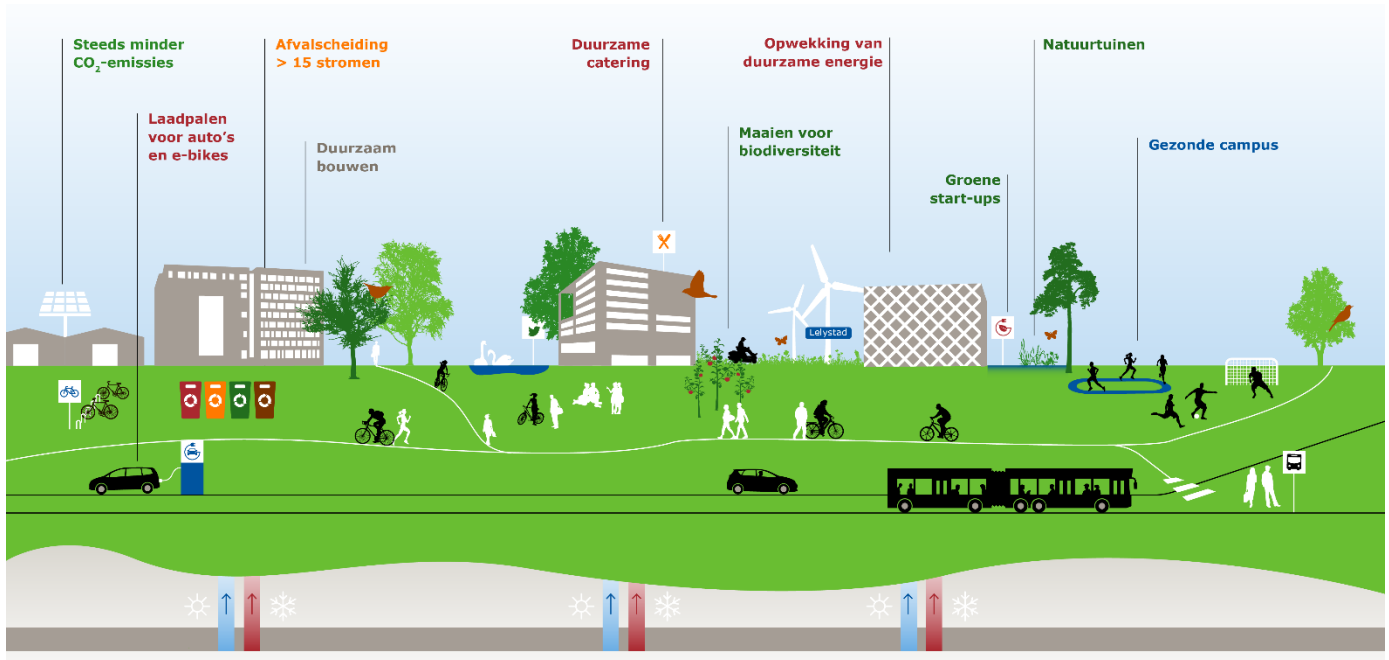 Steeds minder
CO₂-emissies
Afvalscheiding
> 15 stromen
Duurzame
catering
Opwekking van
duurzame energie
Natuurtuinen
Laadpalen
voor auto's
en e-bikes
Duurzaam
bouwen
Maaien voor
biodiversiteit
Gezonde campus
Groene
start-ups
Lelystad